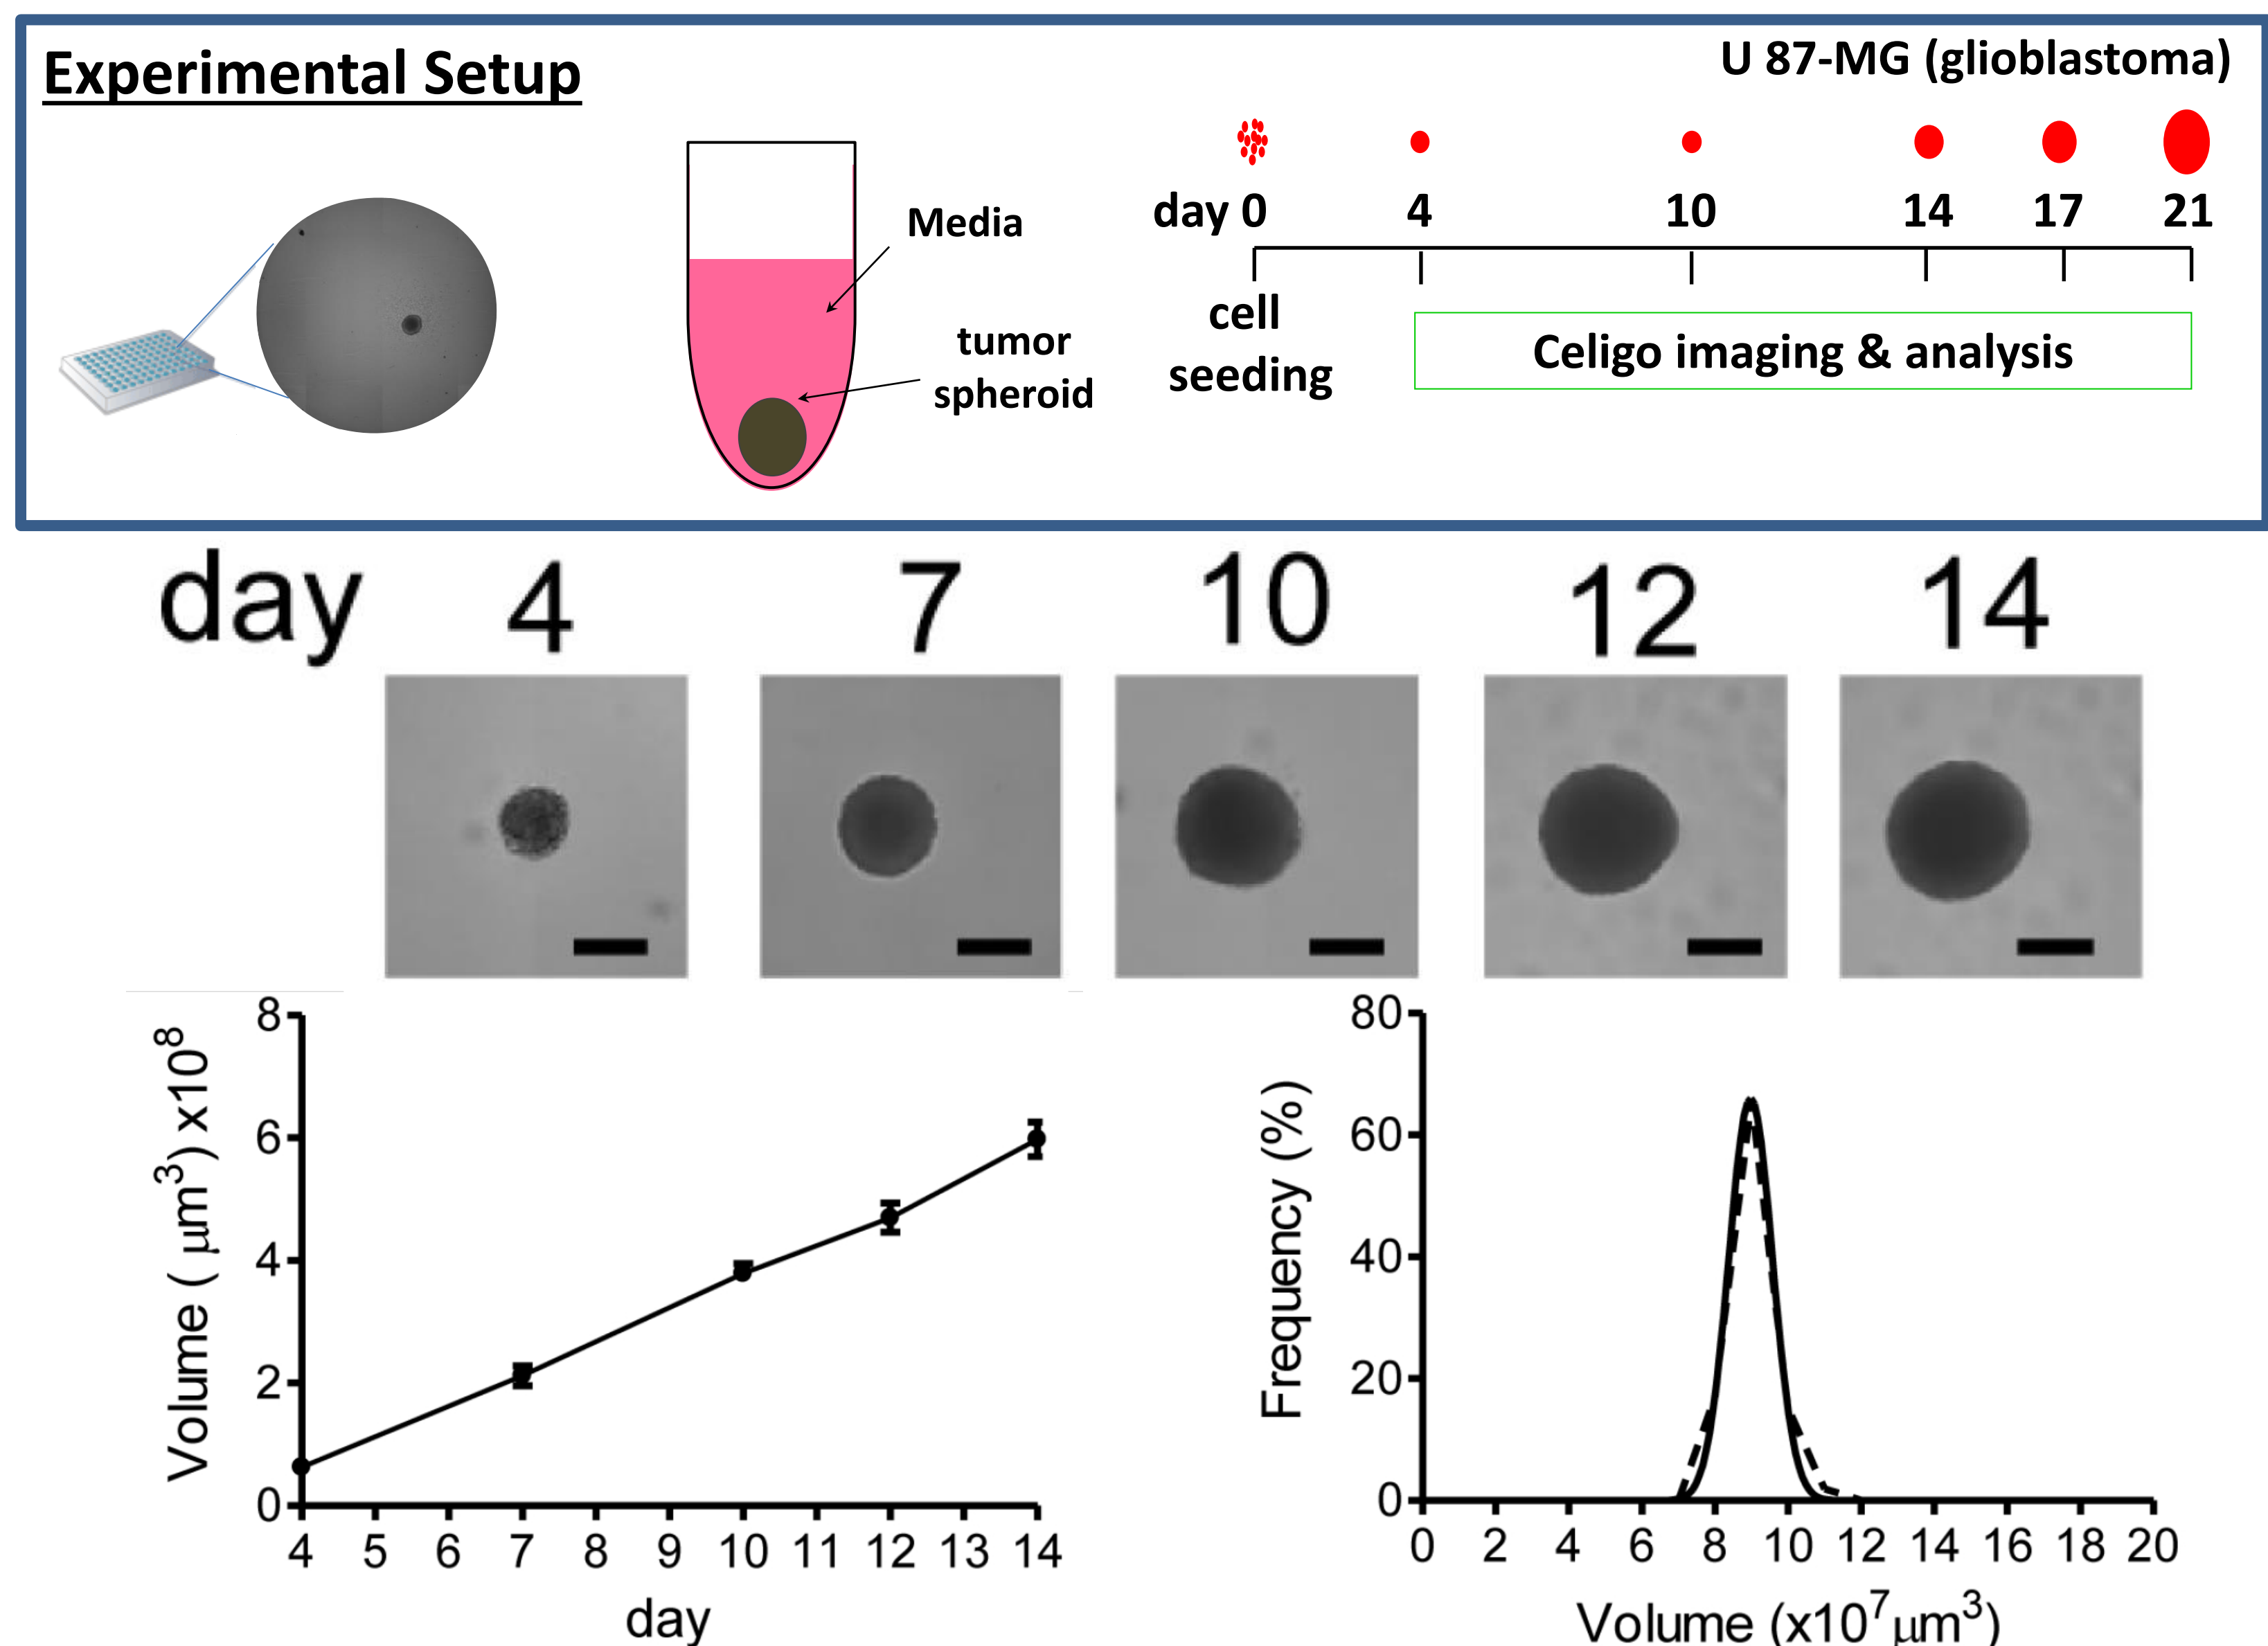 Experimental Setup
U 87-MG (glioblastoma)
Media
tumor
spheroid
day 0 4 10 14 17 21
cell
seeding
Celigo imaging & analysis
day 4 7 10 12 14
Volume ( μm³) x10⁸
8
6
4
2
0
4 5 6 7 8 9 10 11 12 13 14
day
Frequency (%)
80
60
40
20
0
0 2 4 6 8 10 12 14 16 18 20
Volume (x10⁷μm³)